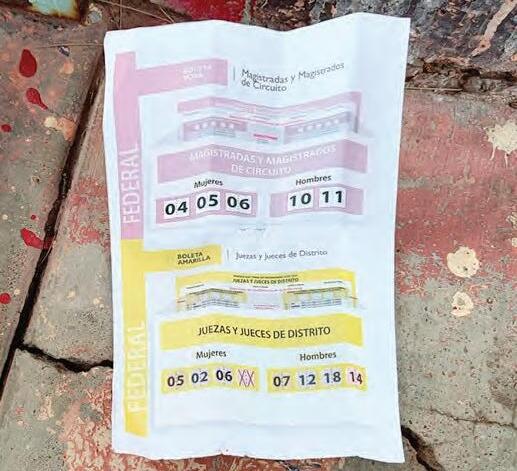 FEDERAL
BOLETA
ROSA
Magistradas y Magistrados
de Circuito
MAGISTRADAS Y MAGISTRADOS
DE CIRCUITO
Mujeres
Hombres
04 05 06
10 11
FEDERAL
BOLETA
AMARILLA
Juezas y Jueces de Distrito
JUEZAS Y JUECES DE DISTRITO
JUEZAS Y JUECES DE DISTRITO
Mujeres
Hombres
05 02 06 XX
07 12 18 14